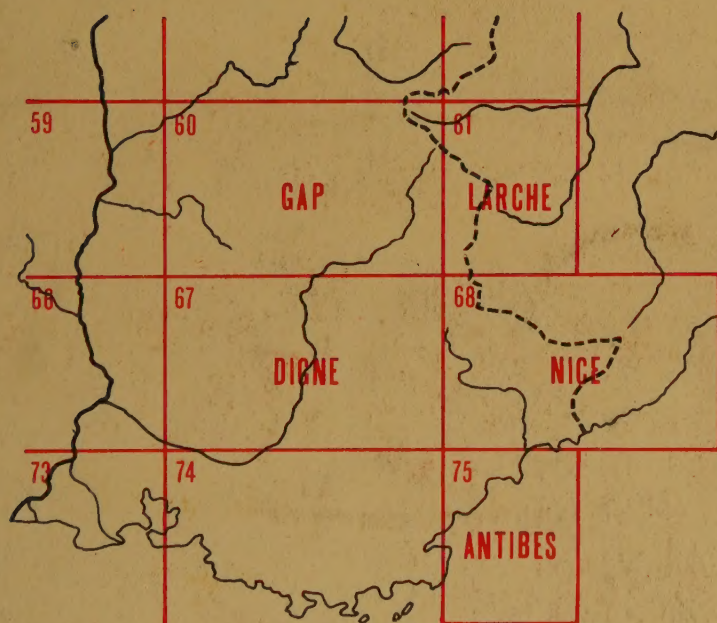 59 60 61
GAP LARCHE
66 67 68
DIGNE NICE
73 74 75
ANTIBES